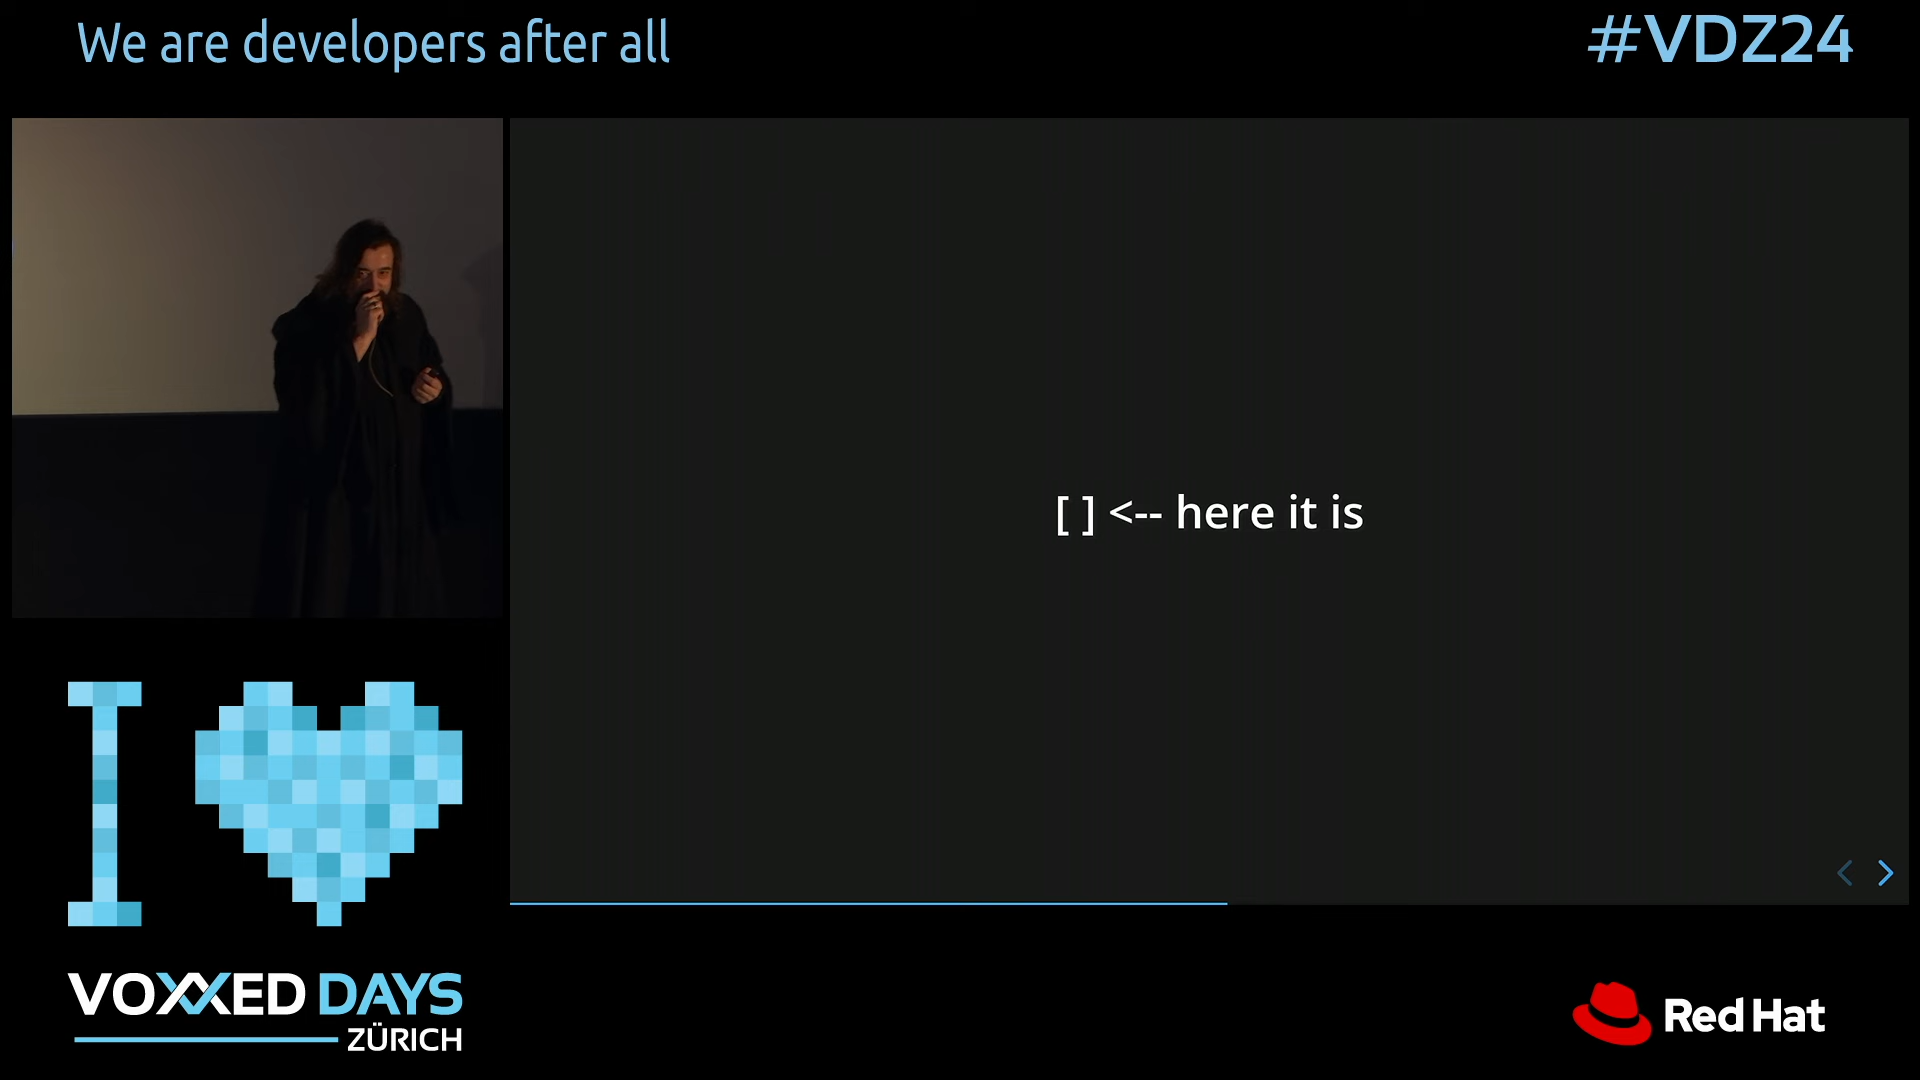 We are developers after all
#VDZ24
[ ] <-- here it is
I
VOXXED DAYS
ZÜRICH
Red Hat